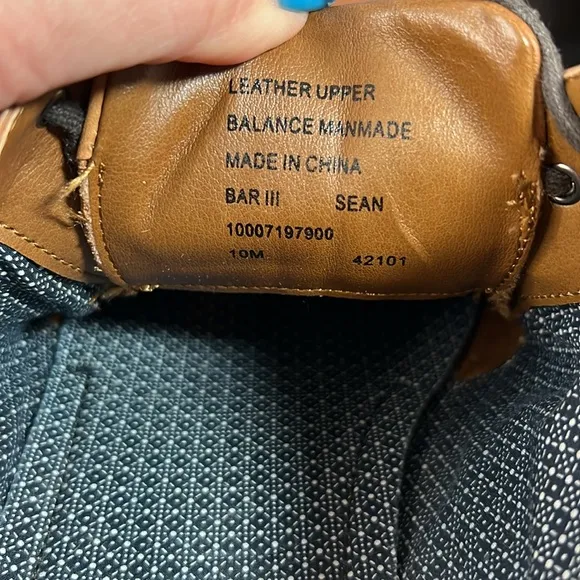 LEATHER UPPER
BALANCE MANMADE
MADE IN CHINA
BAR III SEAN
10007197900
10M 42101